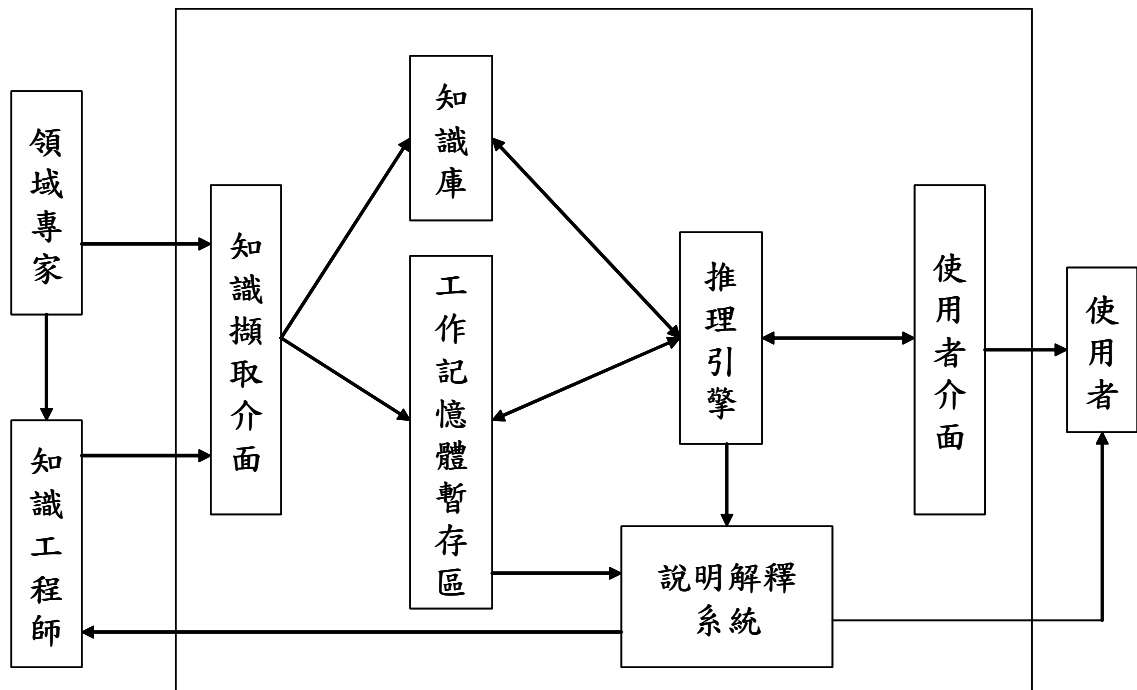 領域專家
知識工程師
知識擷取介面
知識庫
工作記憶體暫存區
推理引擎
說明解釋
系統
使用者介面
使用者